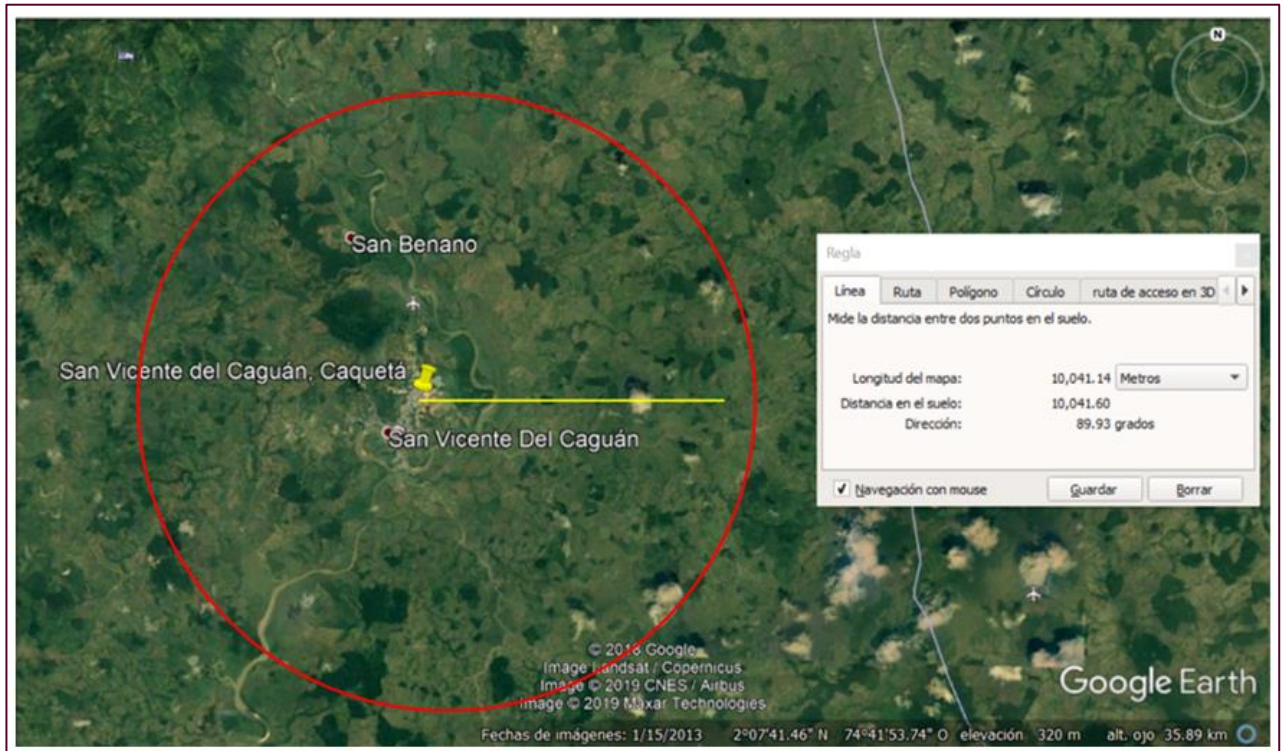 N
San Benano
San Vicente del Caguán, Caquetá
San Vicente Del Caguán
Regla
Línea Ruta Polígono Círculo ruta de acceso en 3D
Mide la distancia entre dos puntos en el suelo.
Longitud del mapa: 10,041.14 Metros
Distancia en el suelo: 10,041.60
Dirección: 89.93 grados
Navegación con mouse Guardar Borrar
© 2018 Google
Image Landsat / Copernicus
Image © 2019 CNES / Airbus
Image © 2019 Maxar Technologies
Google Earth
Fechas de imágenes: 1/15/2013 2°07'41.46" N 74°41'53.74" O elevación 320 m alt. ojo 35.89 km